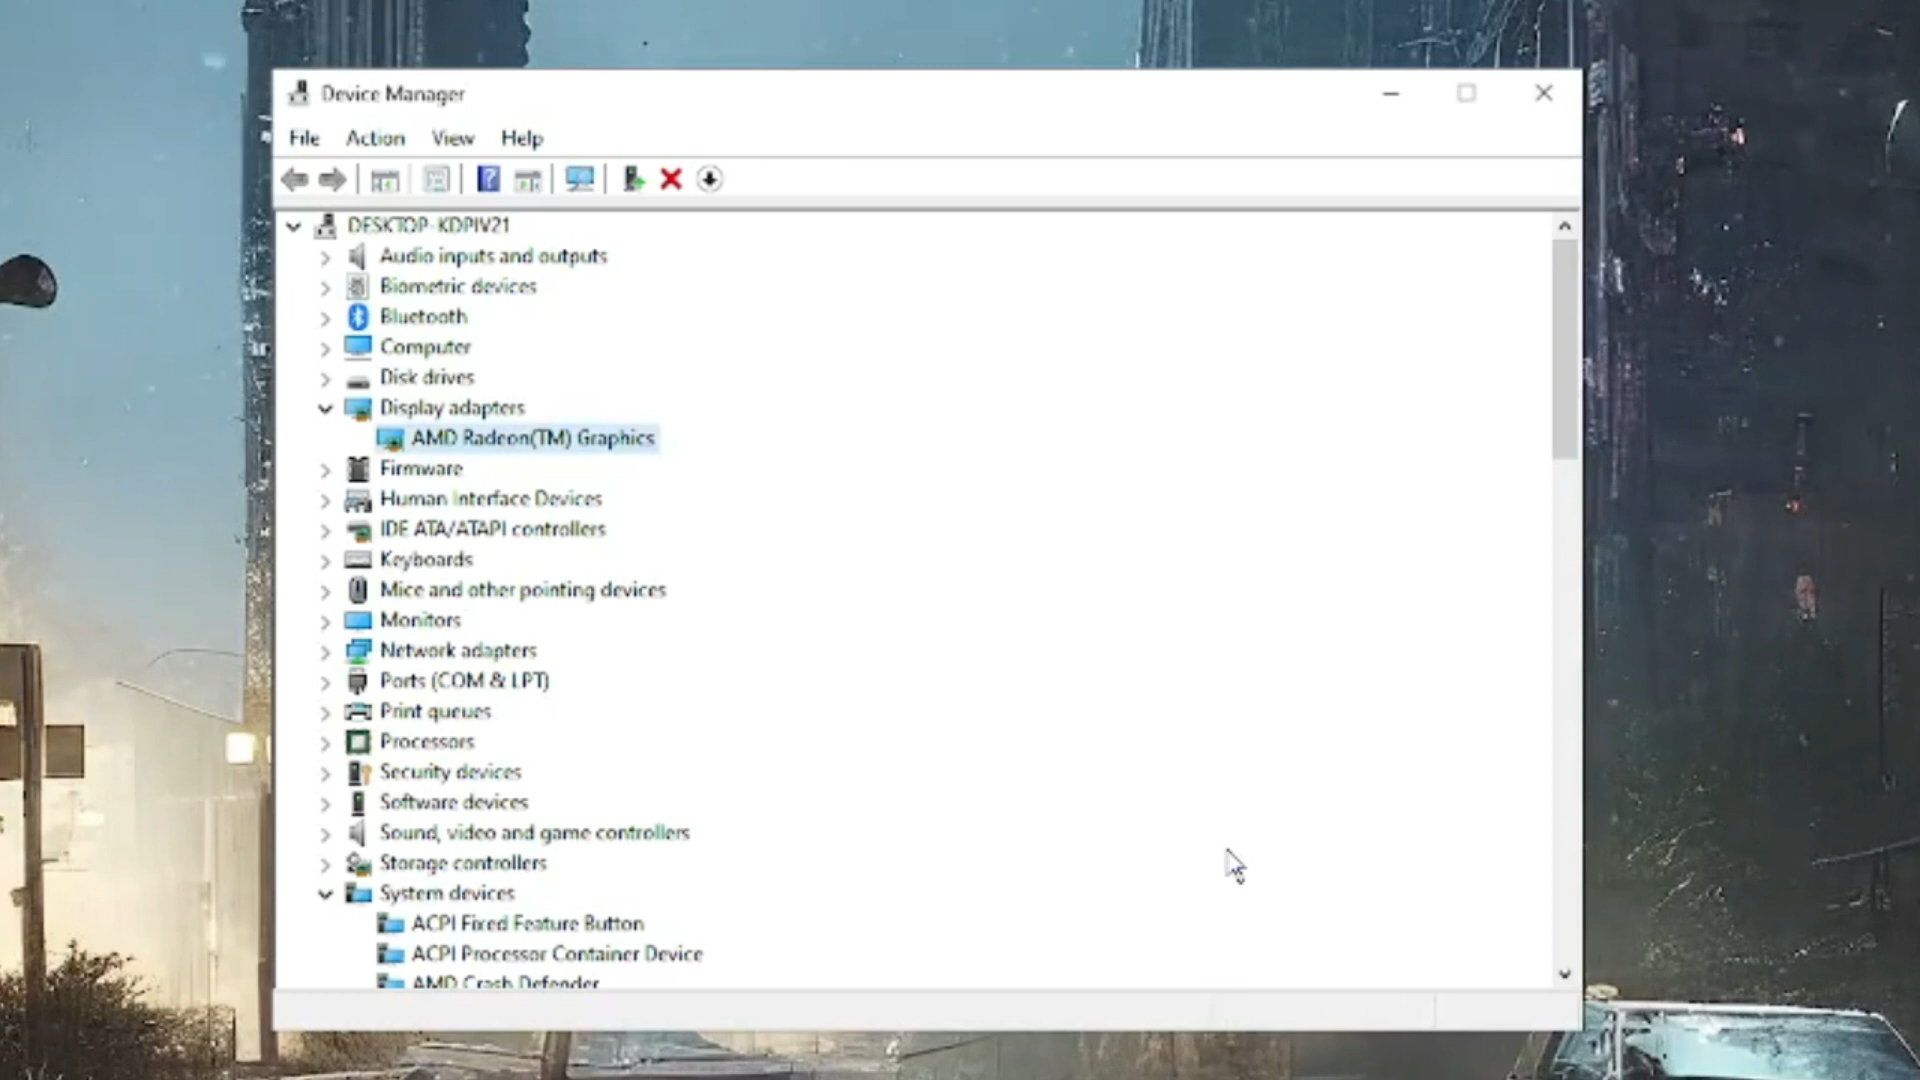 Device Manager
File Action View Help
DESKTOP-KDPIV21
Audio inputs and outputs
Biometric devices
Bluetooth
Computer
Disk drives
Display adapters
AMD Radeon(TM) Graphics
Firmware
Human Interface Devices
IDE ATA/ATAPI controllers
Keyboards
Mice and other pointing devices
Monitors
Network adapters
Ports (COM & LPT)
Print queues
Processors
Security devices
Software devices
Sound, video and game controllers
Storage controllers
System devices
ACPI Fixed Feature Button
ACPI Processor Container Device
AMD Crash Defender